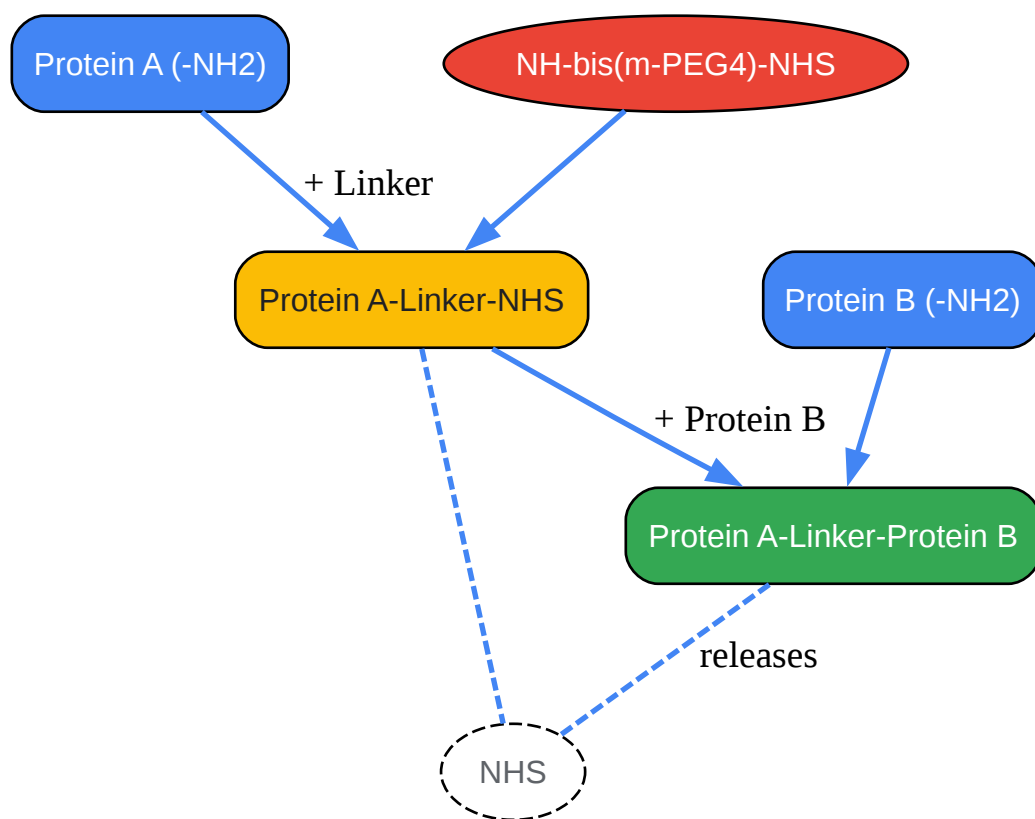 Protein A (-NH2)
NH-bis(m-PEG4)-NHS
+ Linker
Protein A-Linker-NHS
Protein B (-NH2)
+ Protein B
Protein A-Linker-Protein B
releases
NHS